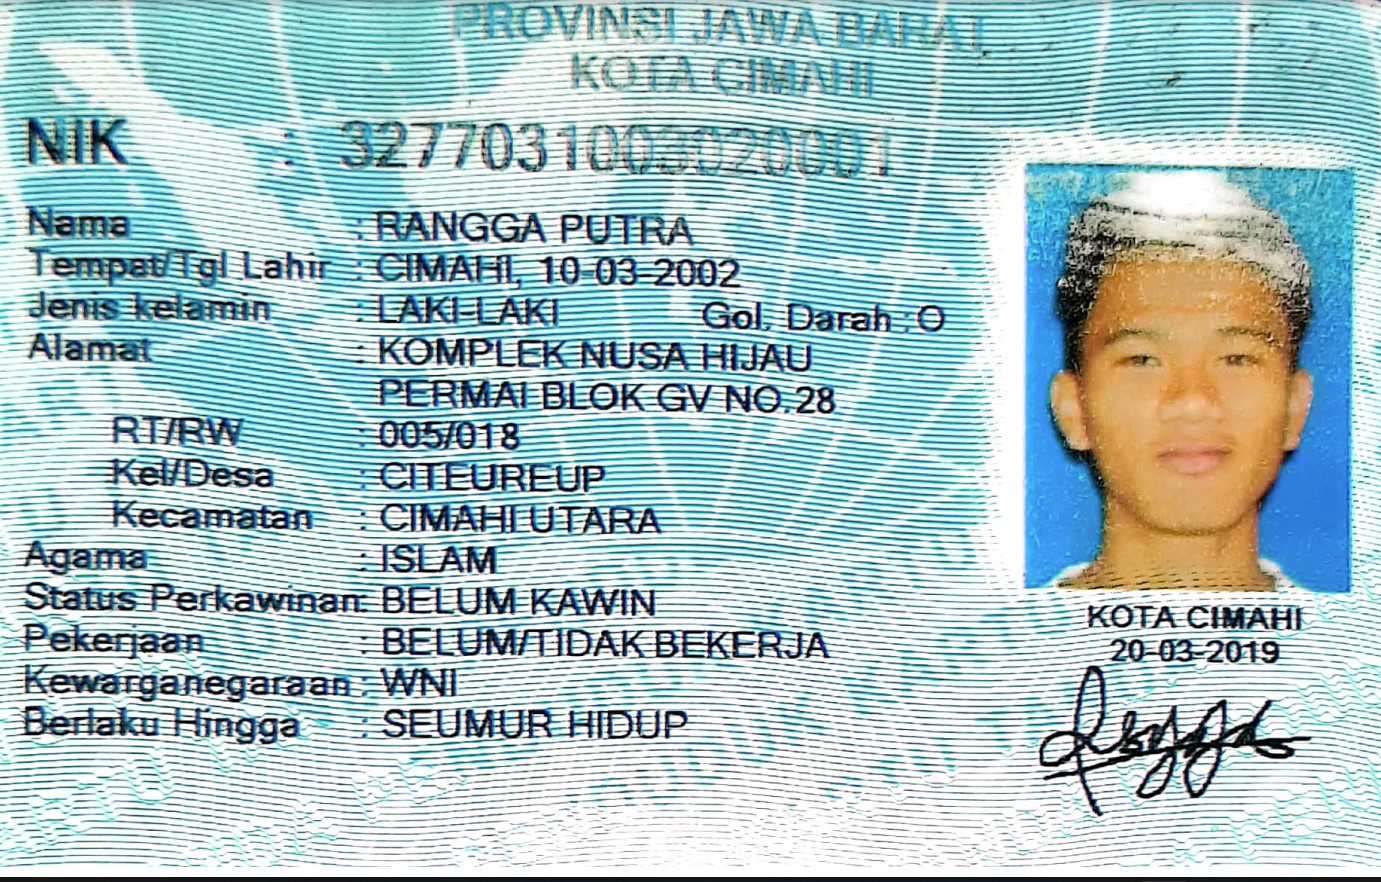 PROVINSI JAWA BARAT
KOTA CIMAHI
NIK : 3277031003020001
Nama : RANGGA PUTRA
Tempat/Tgl Lahir : CIMAHI, 10-03-2002
Jenis kelamin : LAKI-LAKI Gol. Darah : O
Alamat : KOMPLEK NUSA HIJAU
PERMAI BLOK GV NO.28
RT/RW : 005/018
Kel/Desa : CITEUREUP
Kecamatan : CIMAHI UTARA
Agama : ISLAM
Status Perkawinan: BELUM KAWIN
Pekerjaan : BELUM/TIDAK BEKERJA
Kewarganegaraan : WNI
Berlaku Hingga : SEUMUR HIDUP
KOTA CIMAHI
20-03-2019